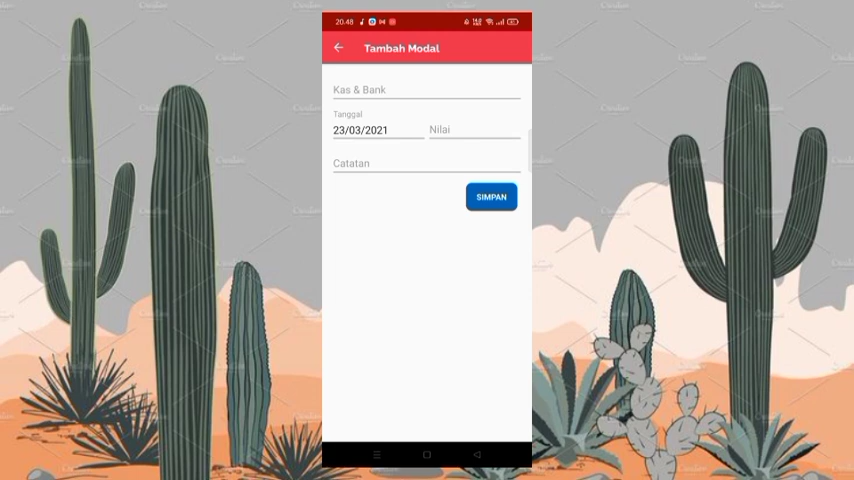 20.48
Tambah Modal
Kas & Bank
Tanggal
23/03/2021 Nilai
Catatan
SIMPAN